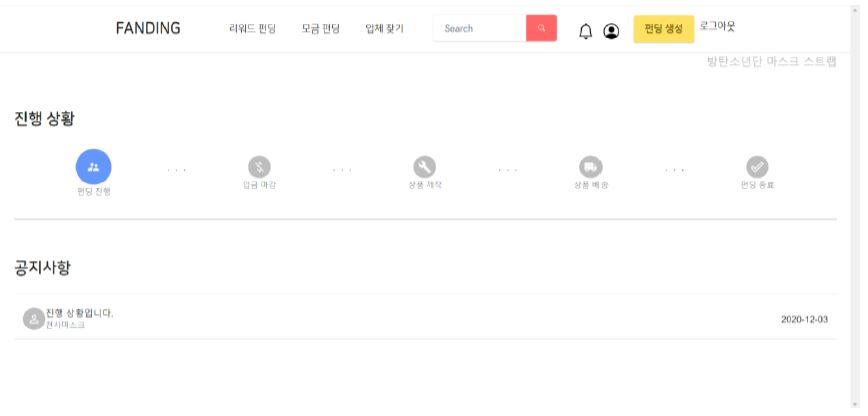 FANDING 리워드 펀딩 모금 펀딩 업체 찾기 Search 펀딩 생성 로그아웃
방탄소년단 마스크 스트랩
진행 상황
펀딩 진행 입금 마감 상품 제작 상품 배송 펀딩 종료
공지사항
진행 상황입니다.
천사마스크 2020-12-03